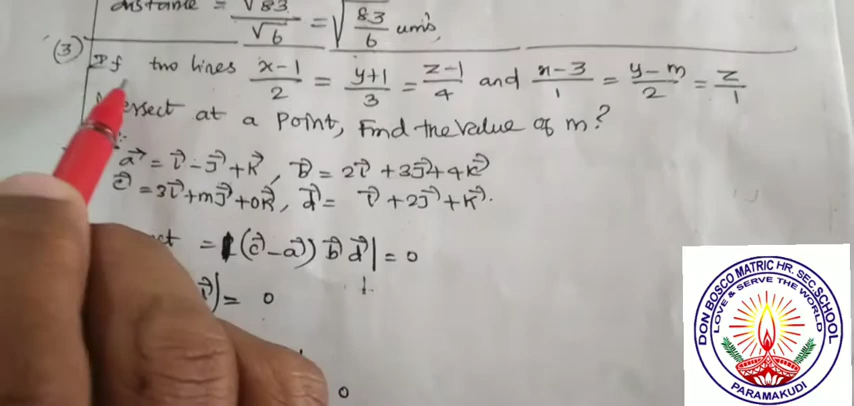 distance = √83 / √6 = √(83/6) units
(3) If two lines (x-1)/2 = (y+1)/3 = (z-1)/4 and (x-3)/1 = (y-m)/2 = z/1
at a point, Find the value of m?
a⃗ = i⃗ - j⃗ + k⃗, b⃗ = 2i⃗ + 3j⃗ + 4k⃗
c⃗ = 3i⃗ + mj⃗ + 0k⃗, d⃗ = i⃗ + 2j⃗ + k⃗.
= |(c⃗ - a⃗) b⃗ d⃗| = 0
| = 0
0
DON BOSCO MATRIC HR. SEC. SCHOOL
LOVE & SERVE THE WORLD
PARAMAKUDI